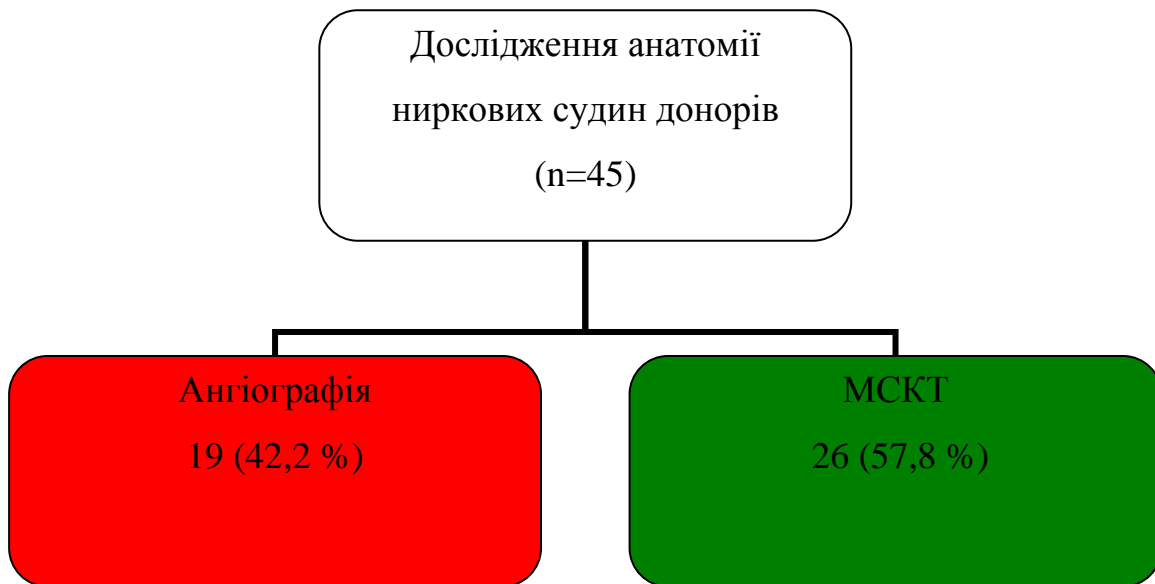 Дослідження анатомії
ниркових судин донорів
(n=45)
Ангіографія
19 (42,2 %)
МСКТ
26 (57,8 %)